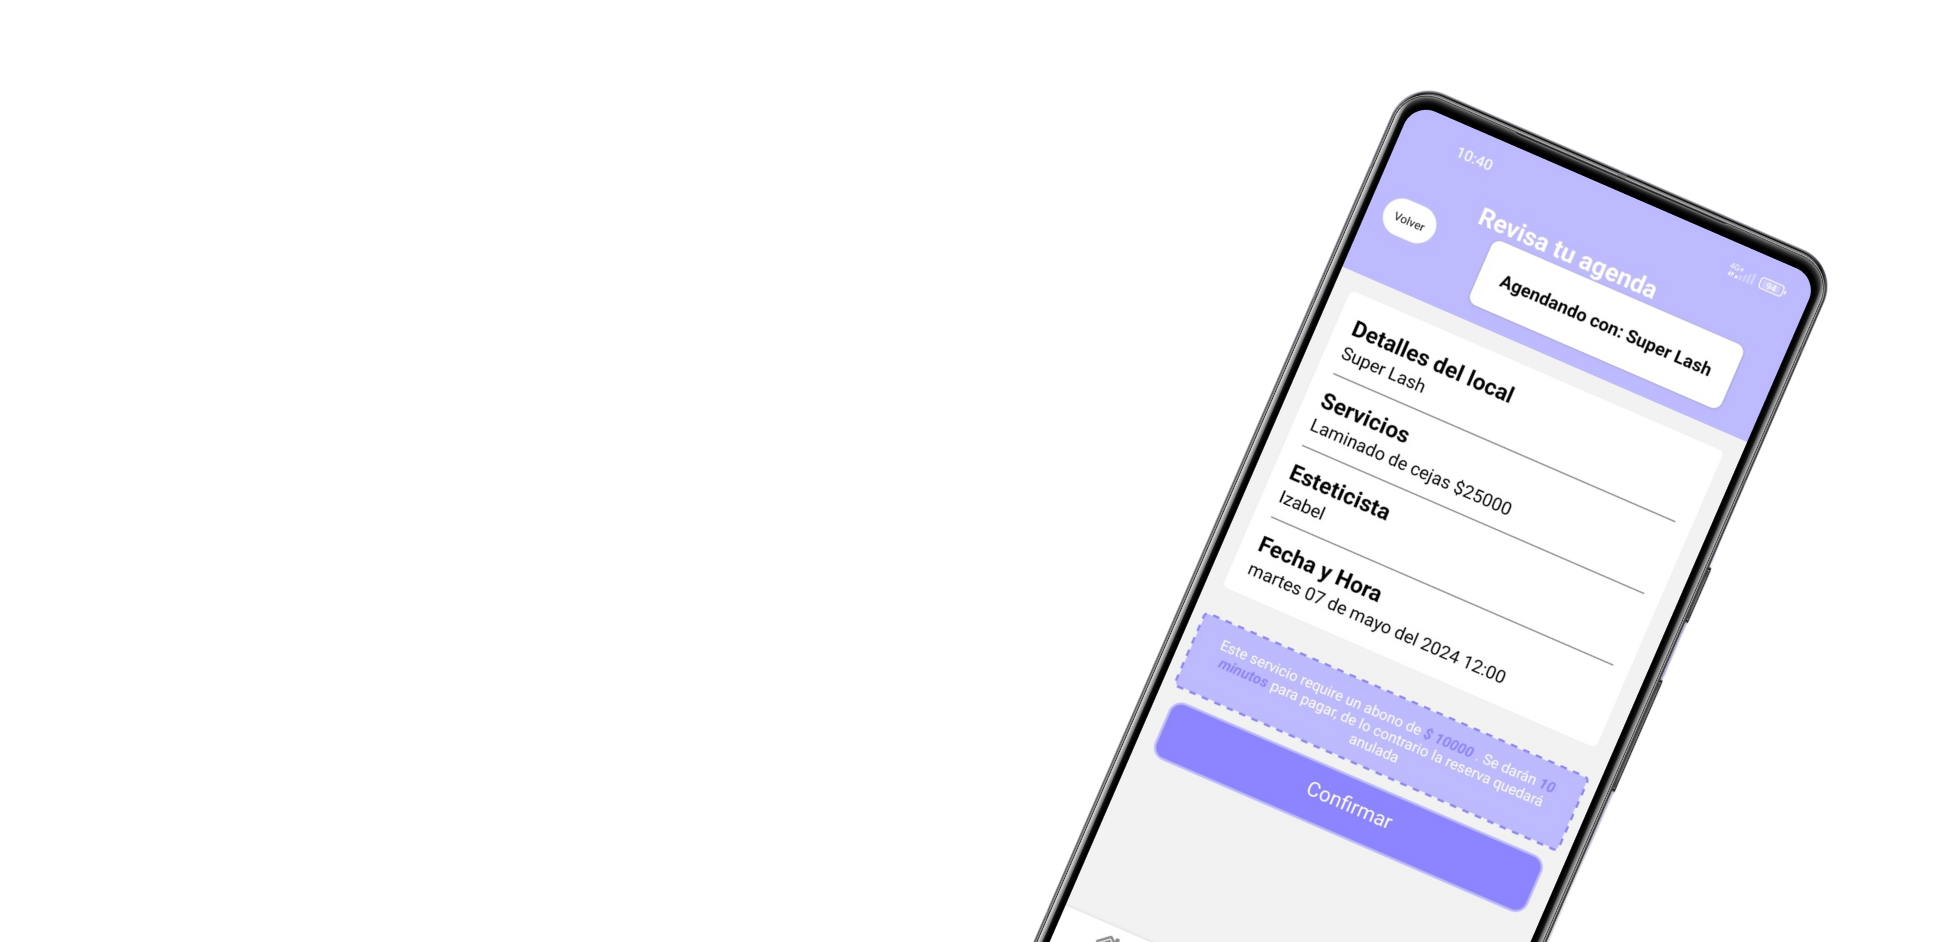 10:40
4G+
94
Volver
Revisa tu agenda
Agendando con: Super Lash
Detalles del local
Super Lash
Servicios
Laminado de cejas $25000
Esteticista
Izabel
Fecha y Hora
martes 07 de mayo del 2024 12:00
Este servicio require un abono de $ 10000 . Se darán 10
minutos para pagar, de lo contrario la reserva quedará
anulada
Confirmar